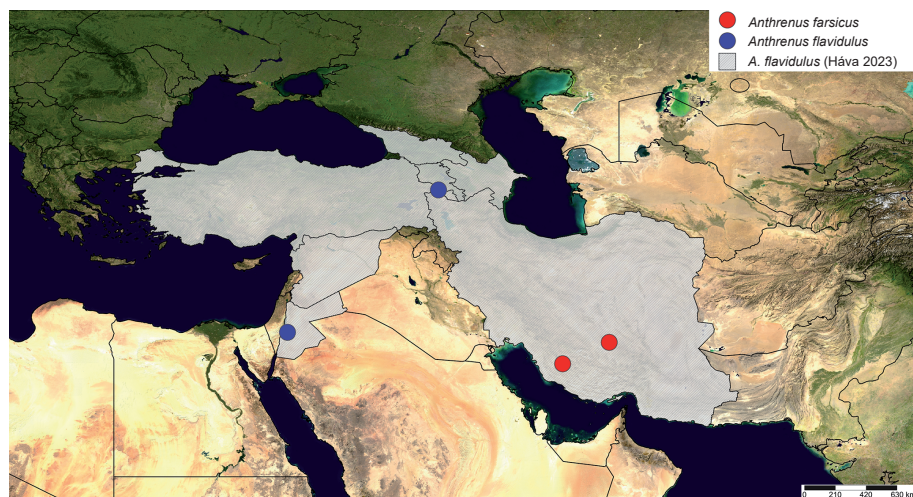 Anthrenus farsicus
Anthrenus flavidulus
A. flavidulus (Háva 2023)
0 210 420 630 km